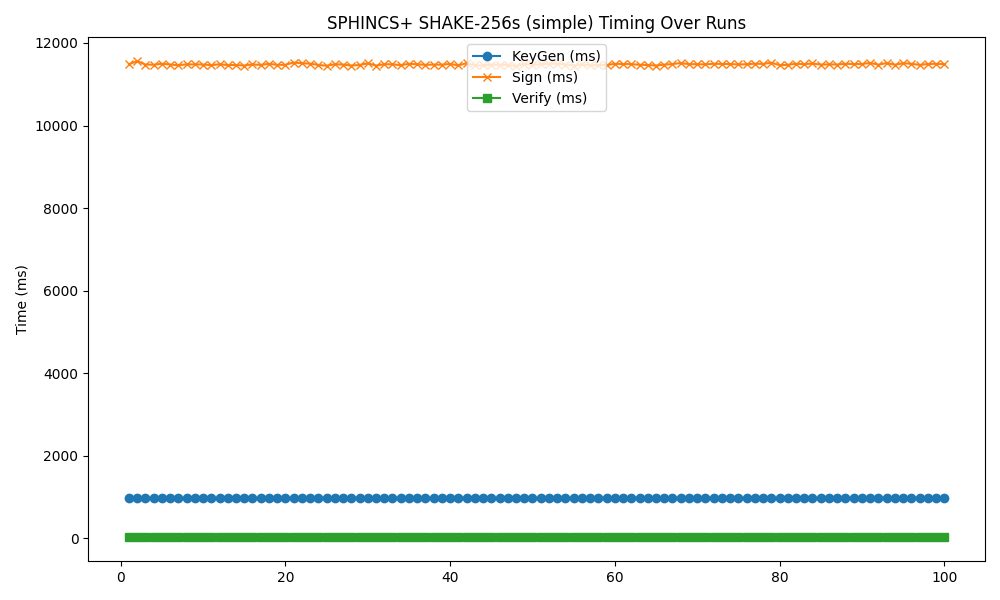 SPHINCS+ SHAKE-256s (simple) Timing Over Runs
KeyGen (ms)
Sign (ms)
Verify (ms)
Time (ms)
12000
10000
8000
6000
4000
2000
0
0 20 40 60 80 100